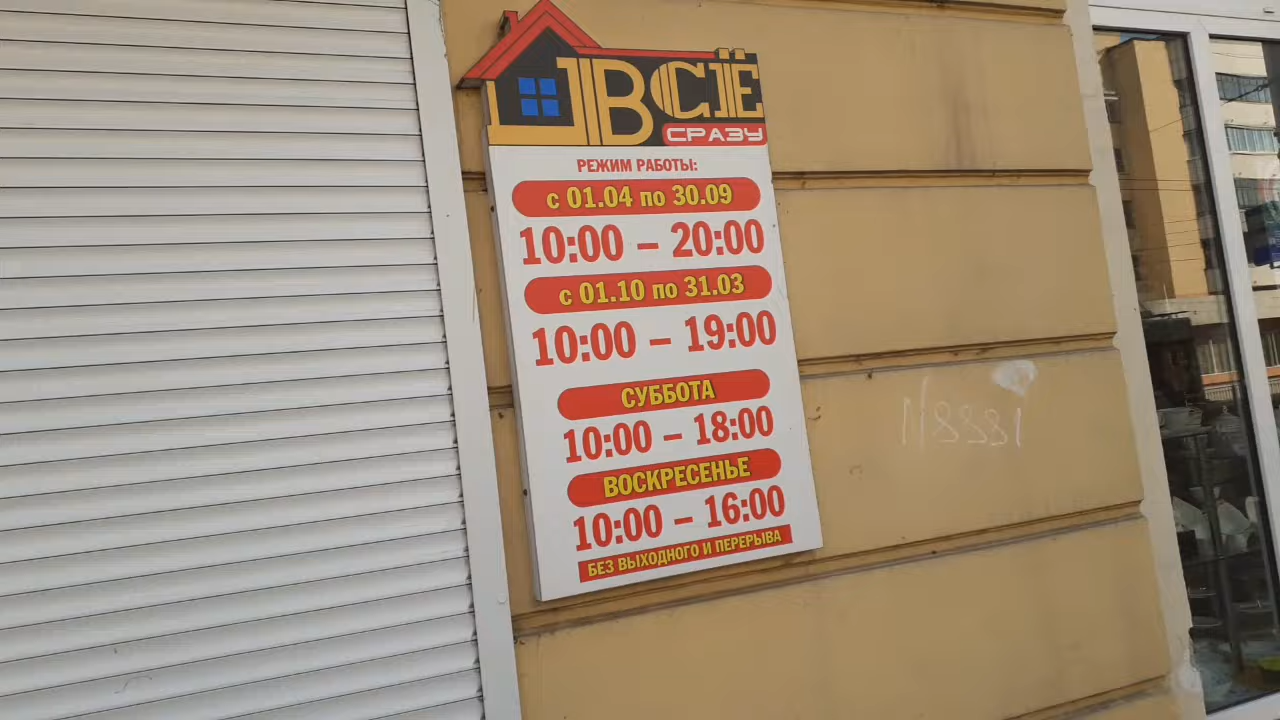 ВСЁ
СРАЗУ
РЕЖИМ РАБОТЫ:
с 01.04 по 30.09
10:00 – 20:00
с 01.10 по 31.03
10:00 – 19:00
СУББОТА
10:00 – 18:00
ВОСКРЕСЕНЬЕ
10:00 – 16:00
БЕЗ ВЫХОДНОГО И ПЕРЕРЫВА